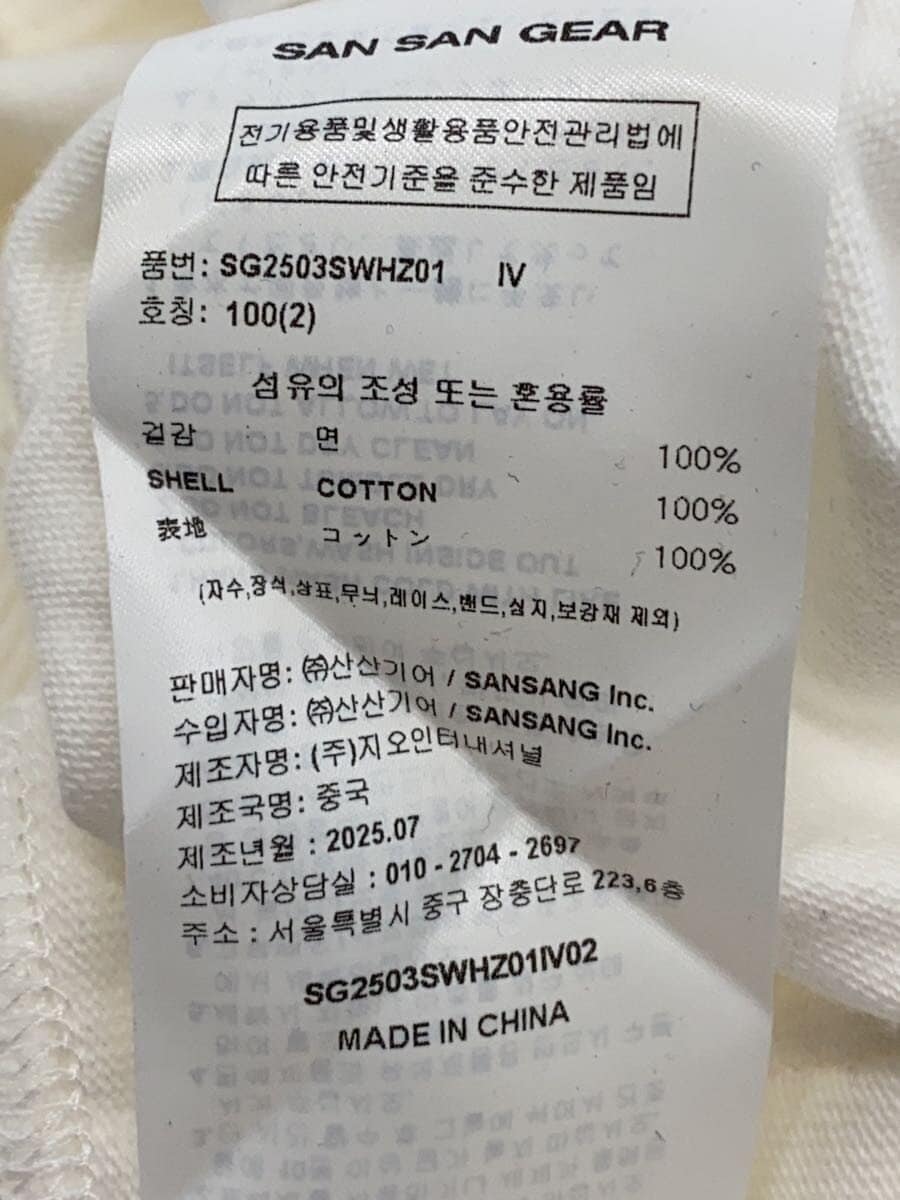 SAN SAN GEAR
전기용품및생활용품안전관리법에
따른 안전기준을 준수한 제품임
품번: SG2503SWHZ01 IV
호칭: 100(2)
섬유의 조성 또는 혼용률
겉감 면 100%
SHELL COTTON 100%
表地 コットン 100%
(자수,장식,상표,무늬,레이스,밴드,심지,보강재 제외)
판매자명: ㈜산산기어 / SANSANG Inc.
수입자명: ㈜산산기어 / SANSANG Inc.
제조자명: (주)지오인터내셔널
제조국명: 중국
제조년월 : 2025.07
소비자상담실 : 010 - 2704 - 2697
주소 : 서울특별시 중구 장충단로 223,6층
SG2503SWHZ01IV02
MADE IN CHINA